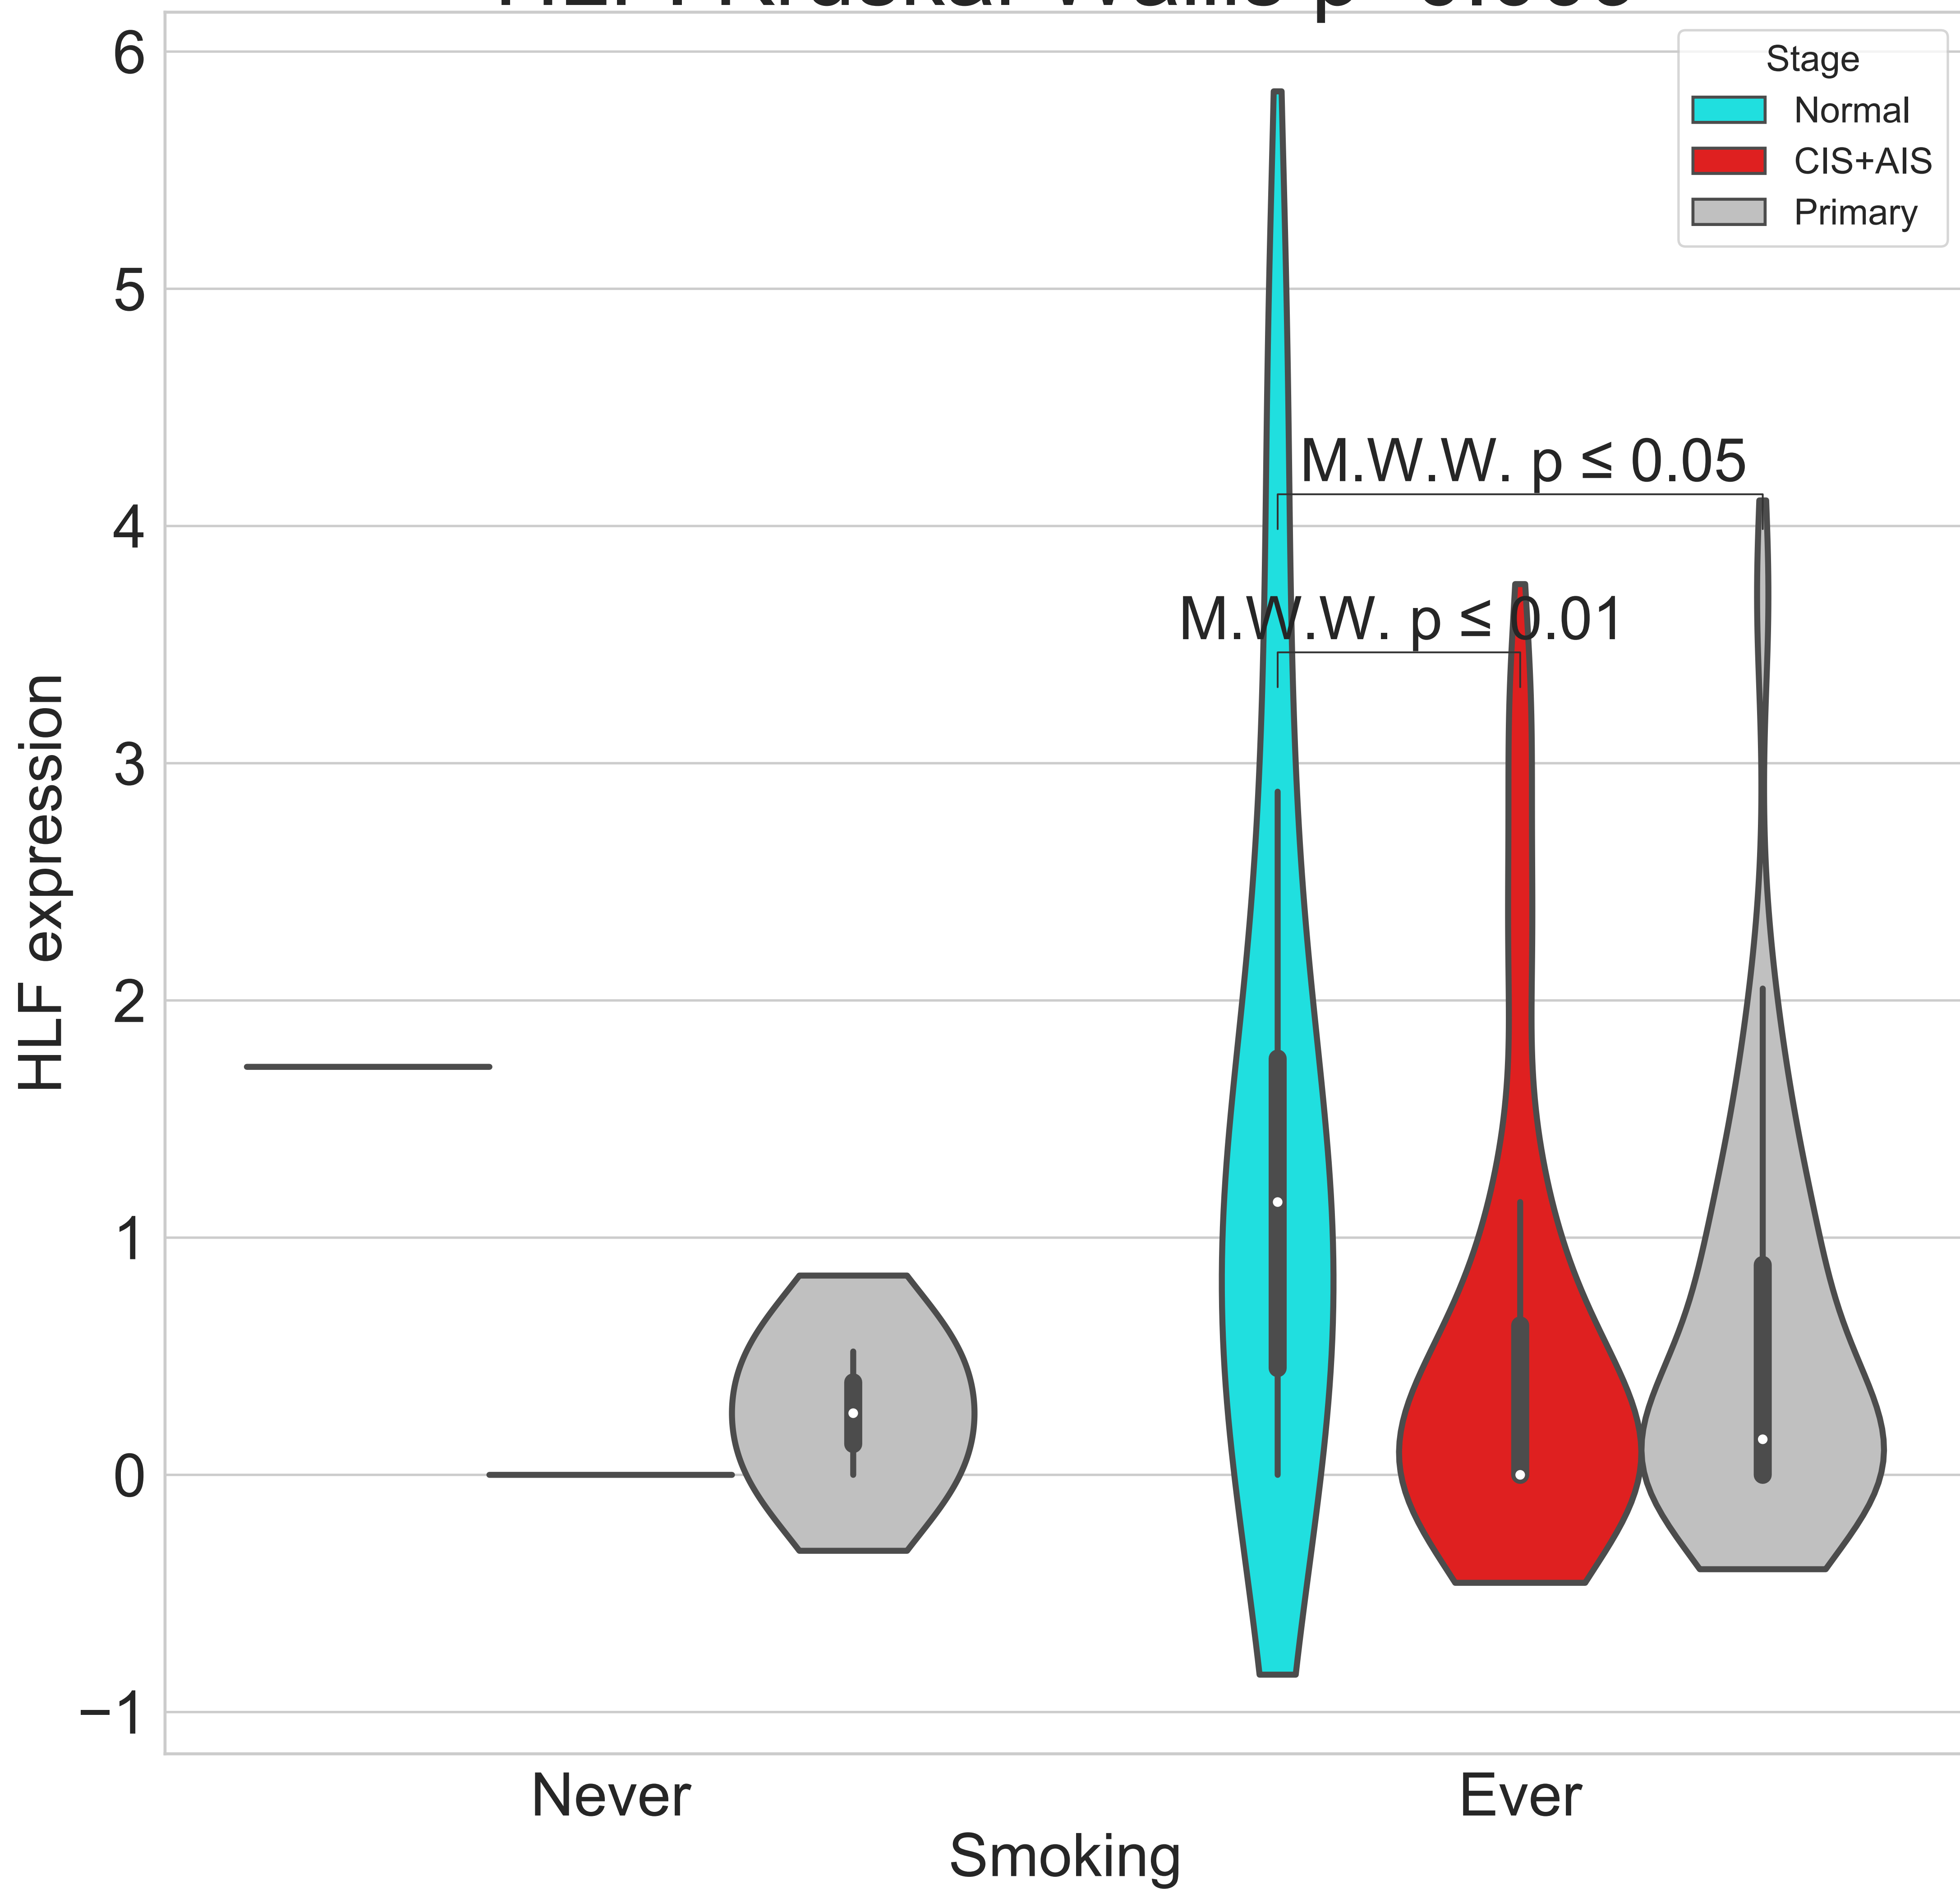 6
Stage
Normal
CIS+AIS
Primary
5
M.W.W. p ≤ 0.05
4
M.W.W. p ≤ 0.01
3
HLF expression
2
1
0
−1
Never
Ever
Smoking